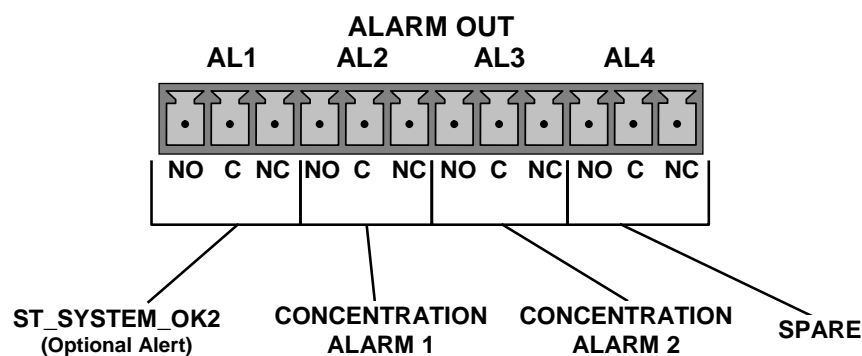 ALARM OUT
AL1 AL2 AL3 AL4
NO C NC NO C NC NO C NC NO C NC
ST_SYSTEM_OK2
(Optional Alert)
CONCENTRATION
ALARM 1
CONCENTRATION
ALARM 2
SPARE